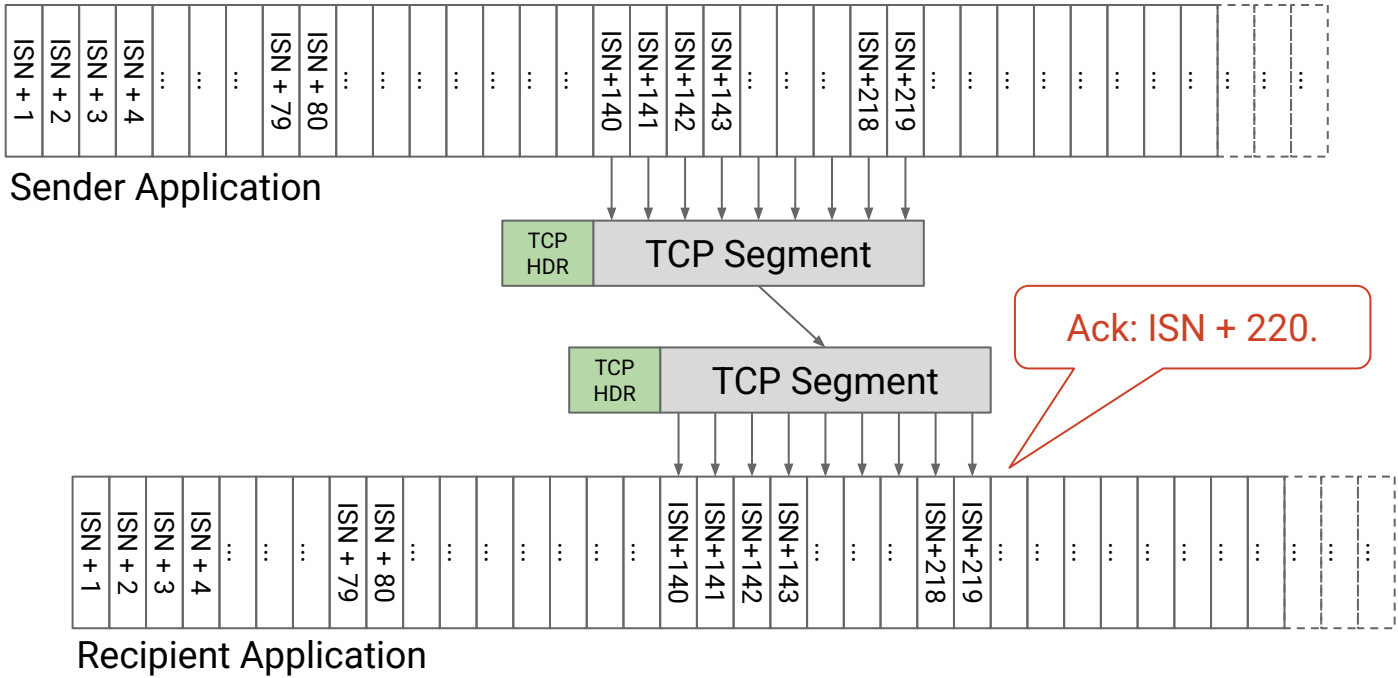 ISN + 1
ISN + 2
ISN + 3
ISN + 4
...
...
...
ISN + 79
ISN + 80
...
...
...
...
...
...
...
ISN+140
ISN+141
ISN+142
ISN+143
...
...
...
ISN+218
ISN+219
...
...
...
...
...
...
...
...
...
...
...
Sender Application
TCP
HDR
TCP Segment
Ack: ISN + 220.
TCP
HDR
TCP Segment
ISN + 1
ISN + 2
ISN + 3
ISN + 4
...
...
...
ISN + 79
ISN + 80
...
...
...
...
...
...
...
ISN+140
ISN+141
ISN+142
ISN+143
...
...
...
ISN+218
ISN+219
...
...
...
...
...
...
...
...
...
...
...
Recipient Application